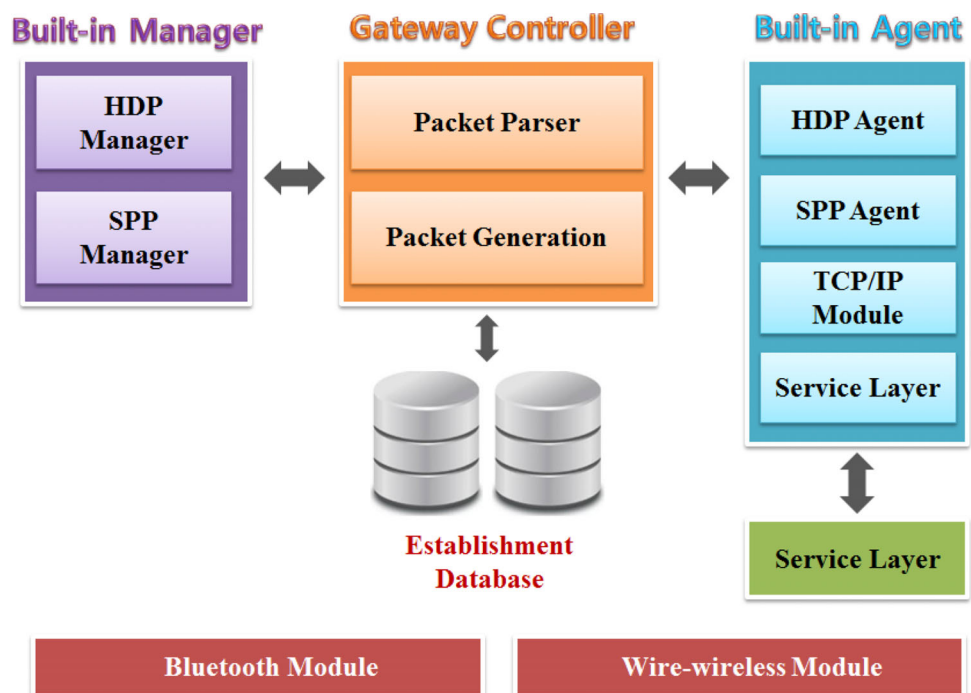 Built-in Manager
Gateway Controller
Built-in Agent
HDP
Manager
SPP
Manager
Packet Parser
Packet Generation
HDP Agent
SPP Agent
TCP/IP
Module
Service Layer
Establishment
Database
Service Layer
Bluetooth Module
Wire-wireless Module